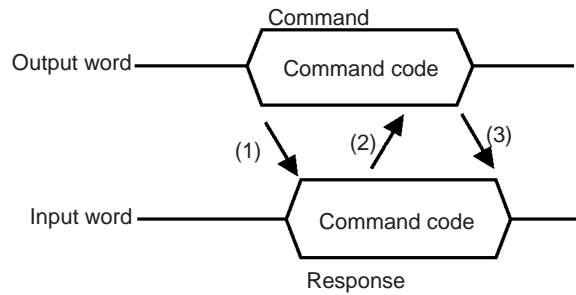 Command
Output word
Command code
(1)
(2)
(3)
Input word
Command code
Response